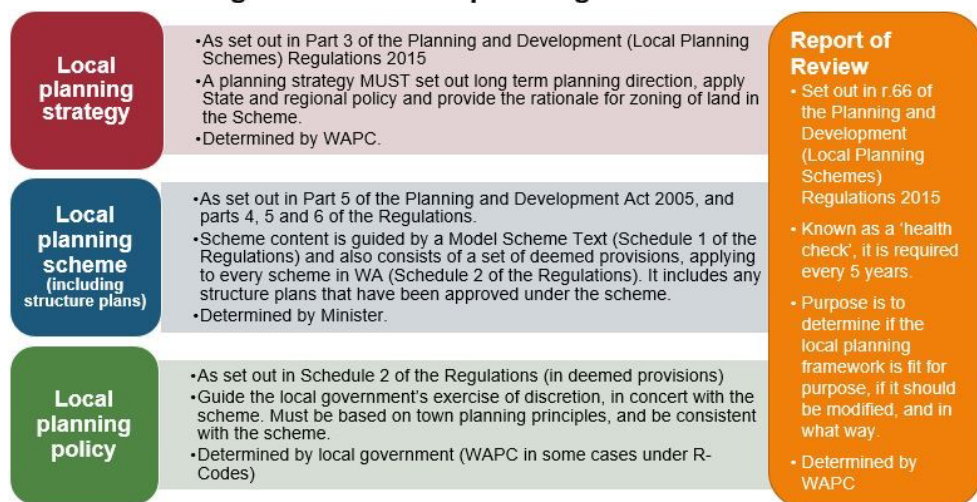 Local
planning
strategy
•As set out in Part 3 of the Planning and Development (Local Planning
Schemes) Regulations 2015
•A planning strategy MUST set out long term planning direction, apply
State and regional policy and provide the rationale for zoning of land in
the Scheme.
•Determined by WAPC.
Local
planning
scheme
(including
structure plans)
•As set out in Part 5 of the Planning and Development Act 2005, and
parts 4, 5 and 6 of the Regulations.
•Scheme content is guided by a Model Scheme Text (Schedule 1 of the
Regulations) and also consists of a set of deemed provisions, applying
to every scheme in WA (Schedule 2 of the Regulations). It includes any
structure plans that have been approved under the scheme.
•Determined by Minister.
Local
planning
policy
•As set out in Schedule 2 of the Regulations (in deemed provisions)
•Guide the local government's exercise of discretion, in concert with the
scheme. Must be based on town planning principles, and be consistent
with the scheme.
•Determined by local government (WAPC in some cases under R-
Codes)
Report of
Review
• Set out in r.66 of
the Planning and
Development
(Local Planning
Schemes)
Regulations 2015
• Known as a ‘health
check’, it is required
every 5 years.
• Purpose is to
determine if the
local planning
framework is fit for
purpose, if it should
be modified, and in
what way.
• Determined by
WAPC